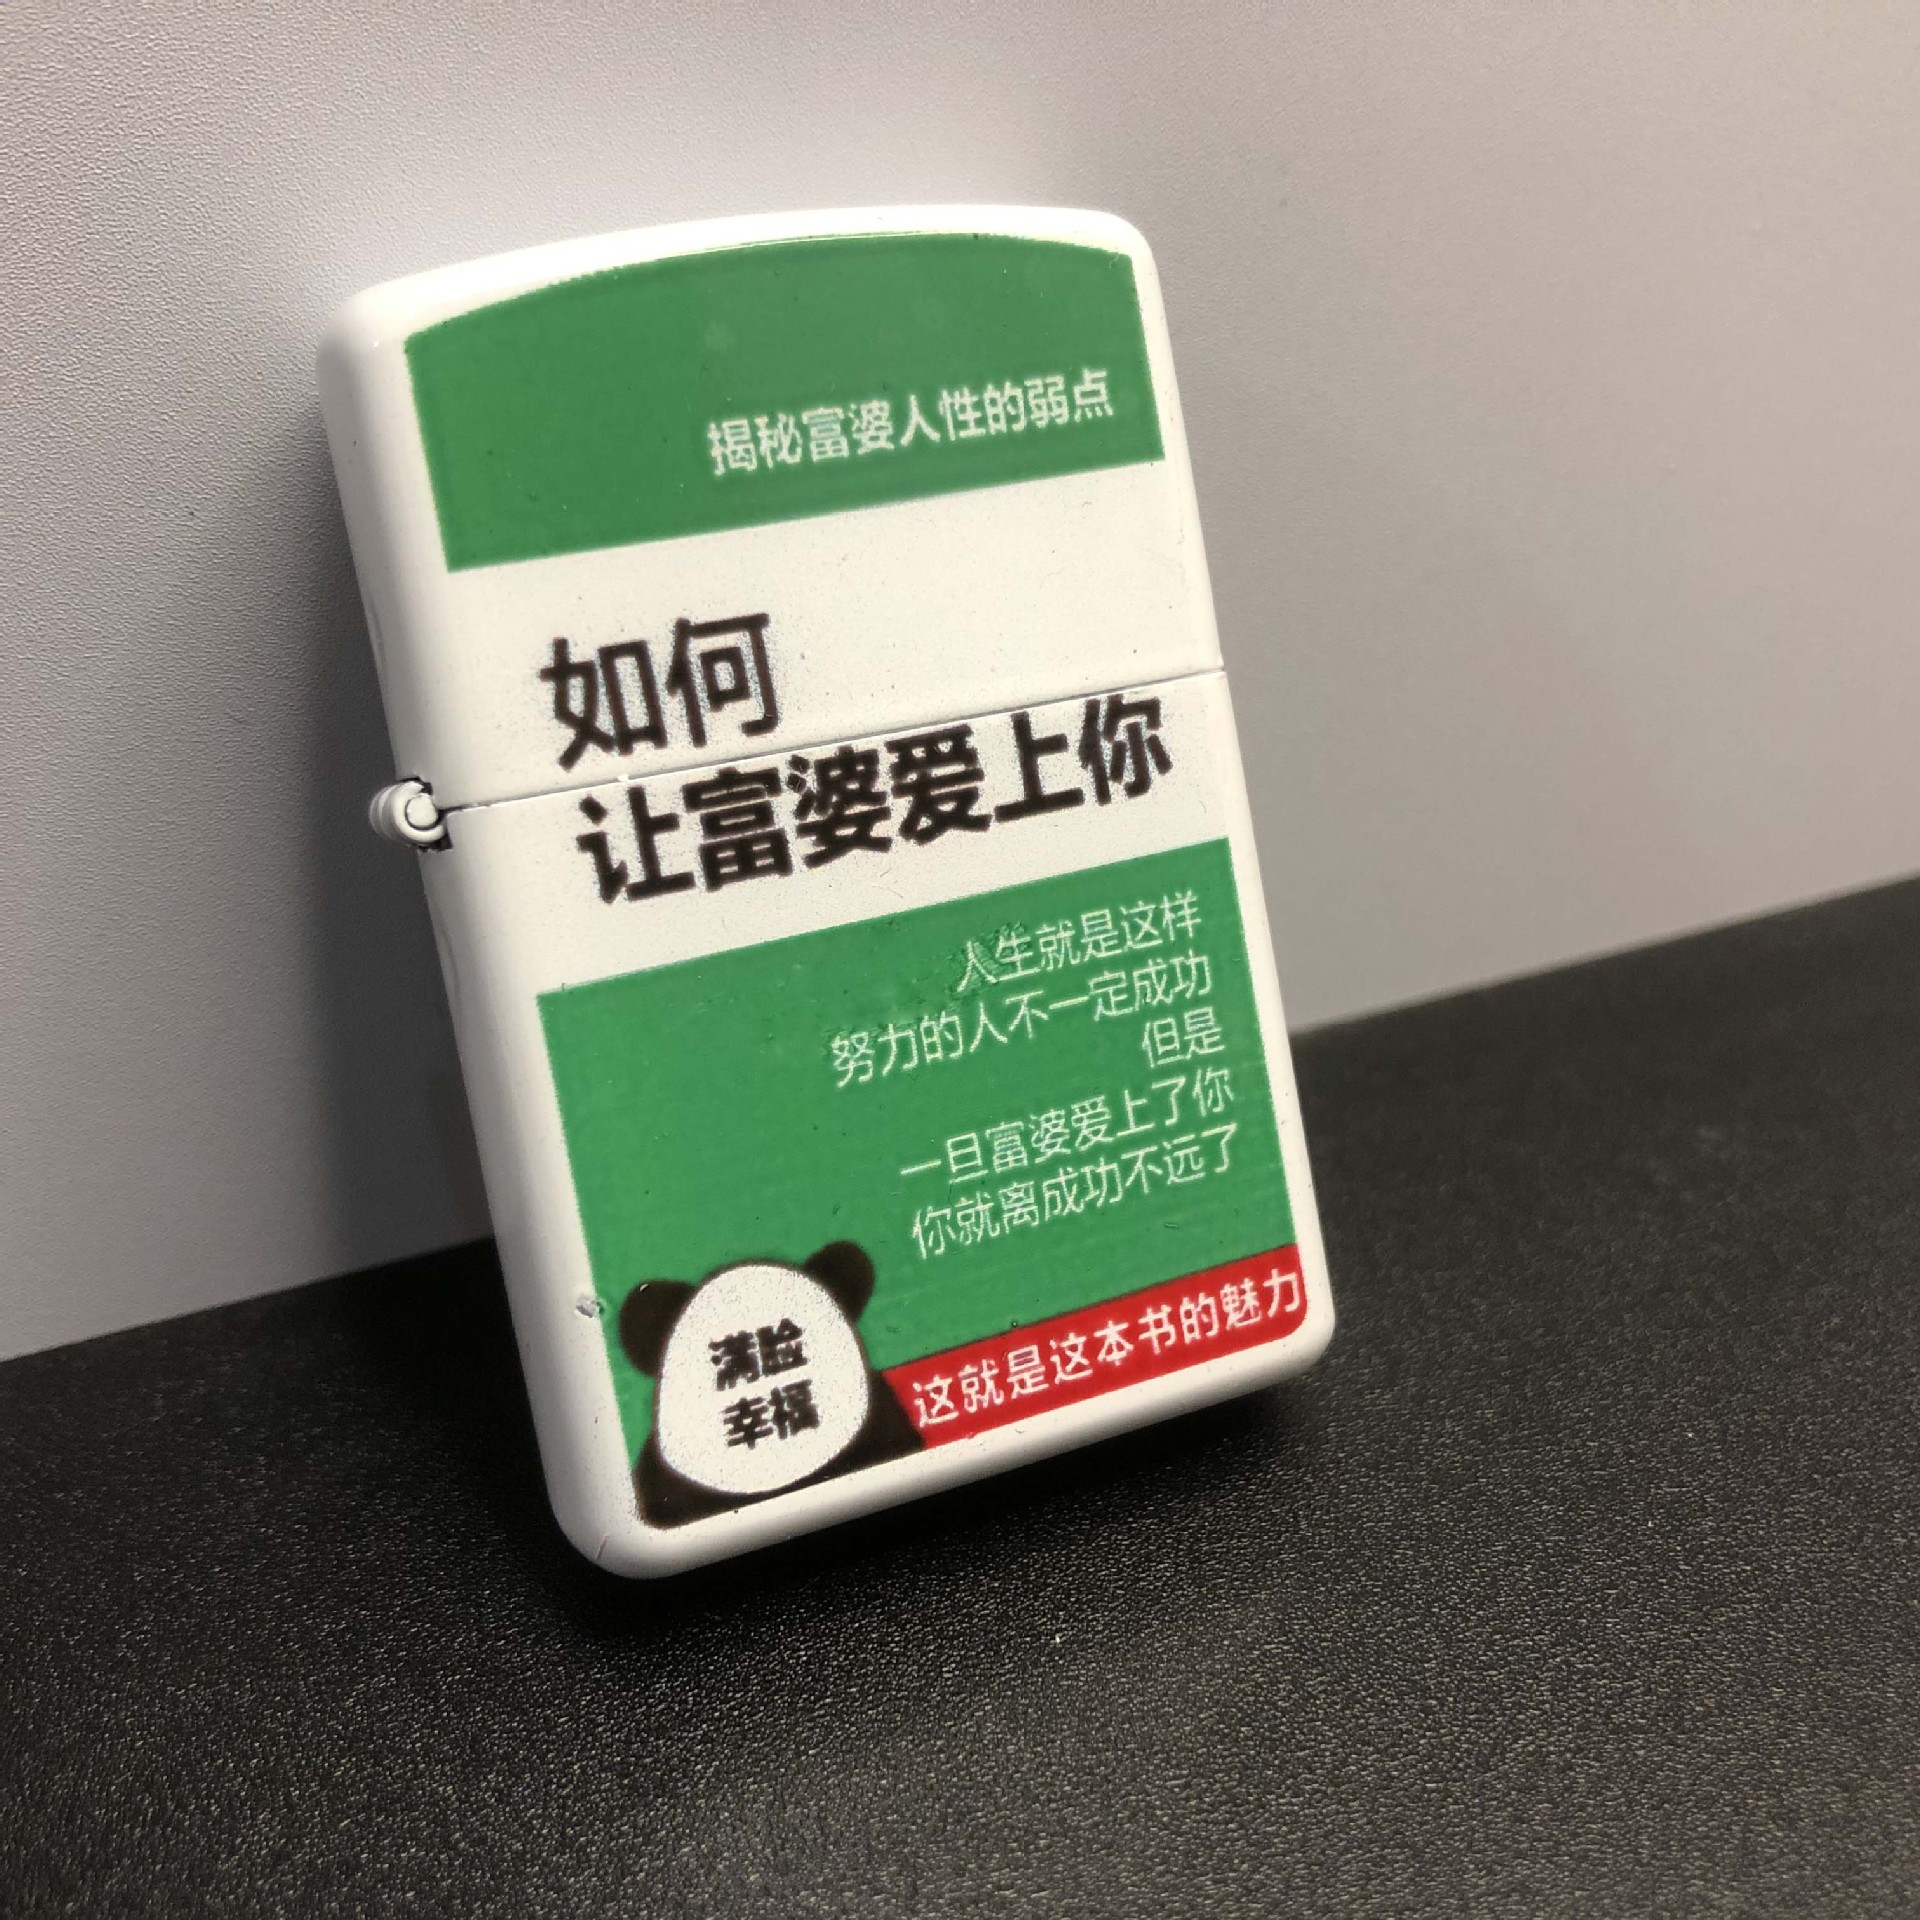 揭秘富婆人性的弱点
如何
让富婆爱上你
人生就是这样
努力的人不一定成功
但是
一旦富婆爱上了你
你就离成功不远了
这就是这本书的魅力
满脸
幸福